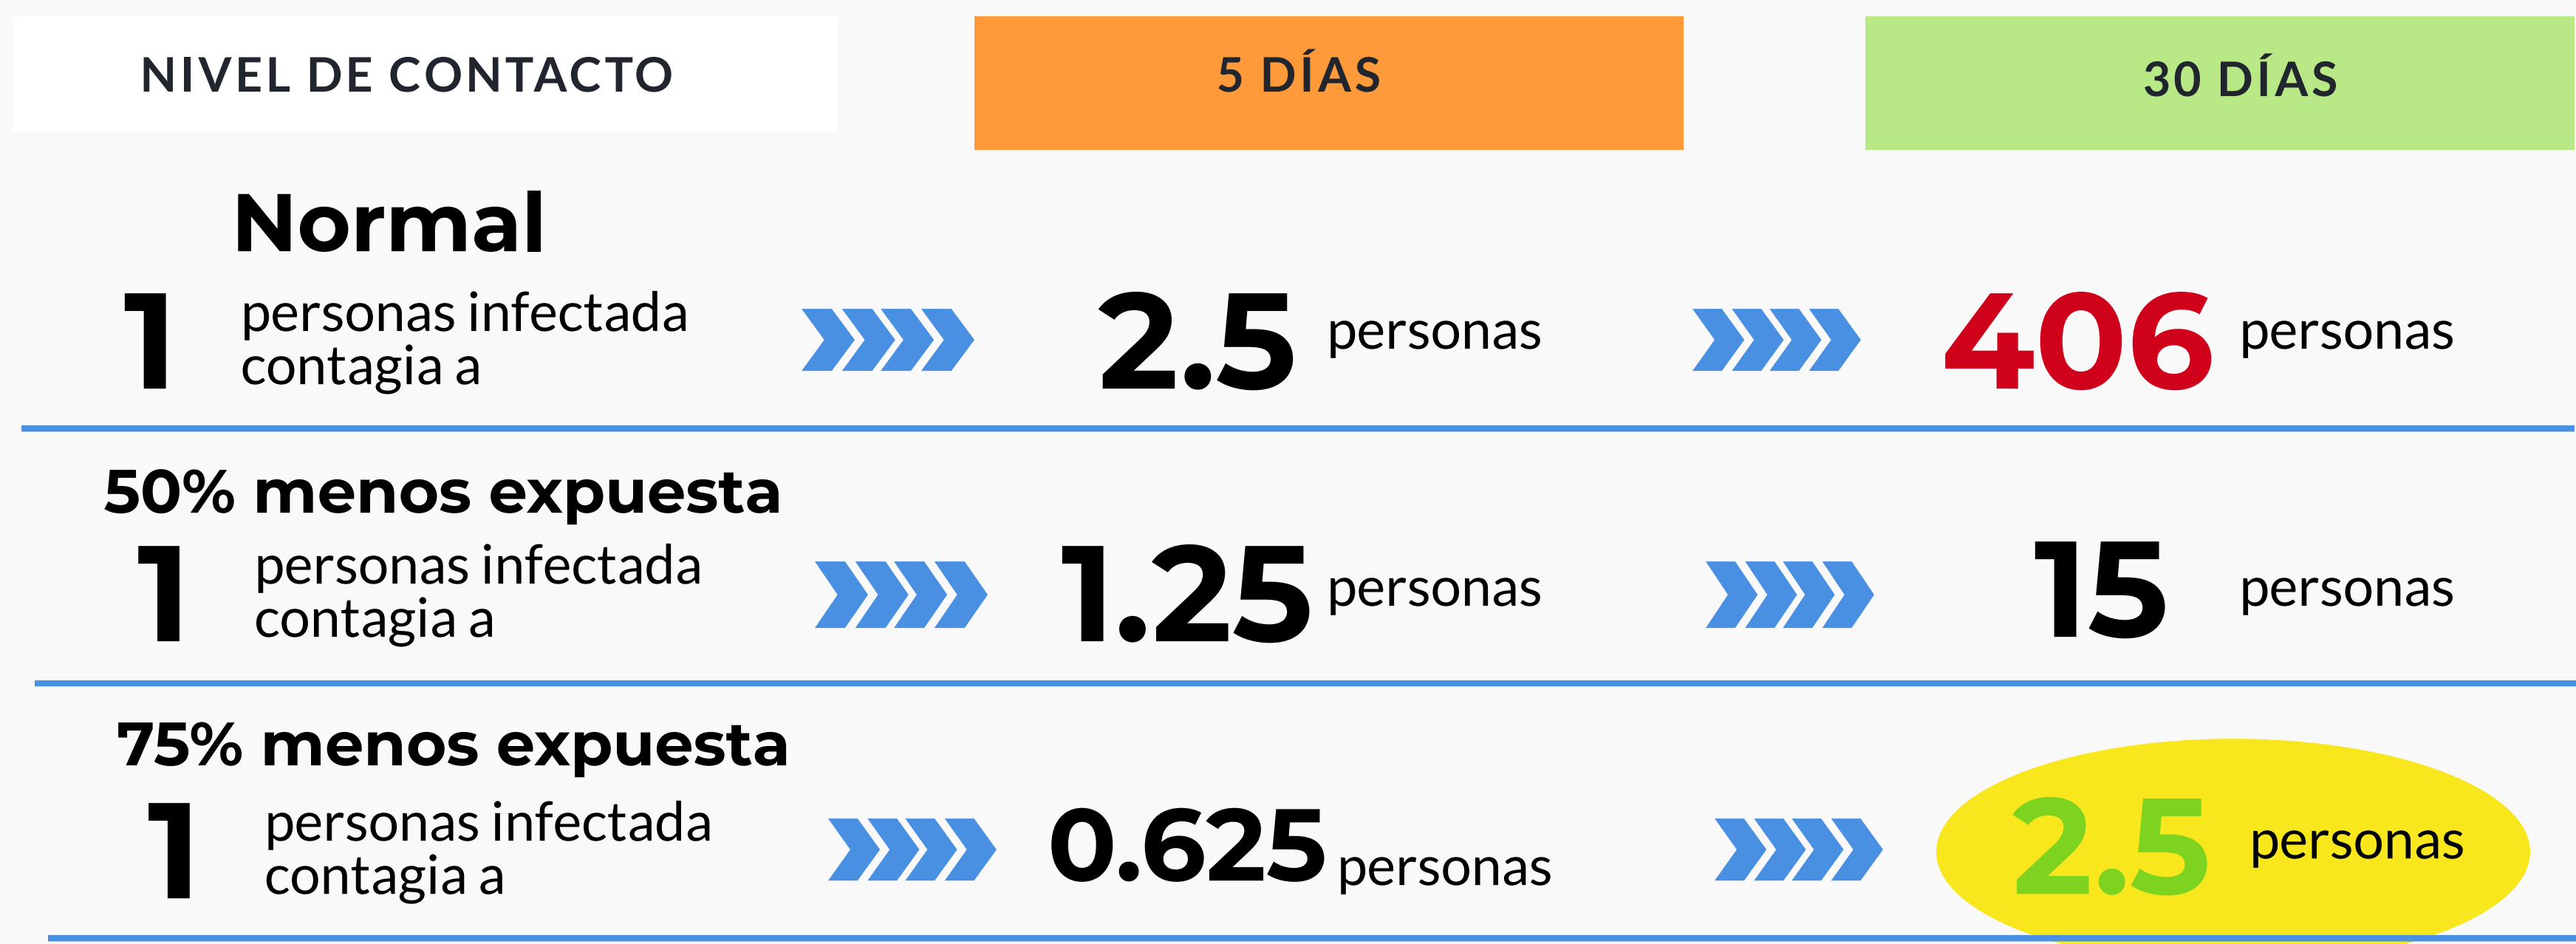 NIVEL DE CONTACTO
5 DÍAS
30 DÍAS
Normal
1
personas infectada
contagia a
2.5
personas
406
personas
50% menos expuesta
1
personas infectada
contagia a
1.25
personas
15
personas
75% menos expuesta
1
personas infectada
contagia a
0.625
personas
2.5
personas